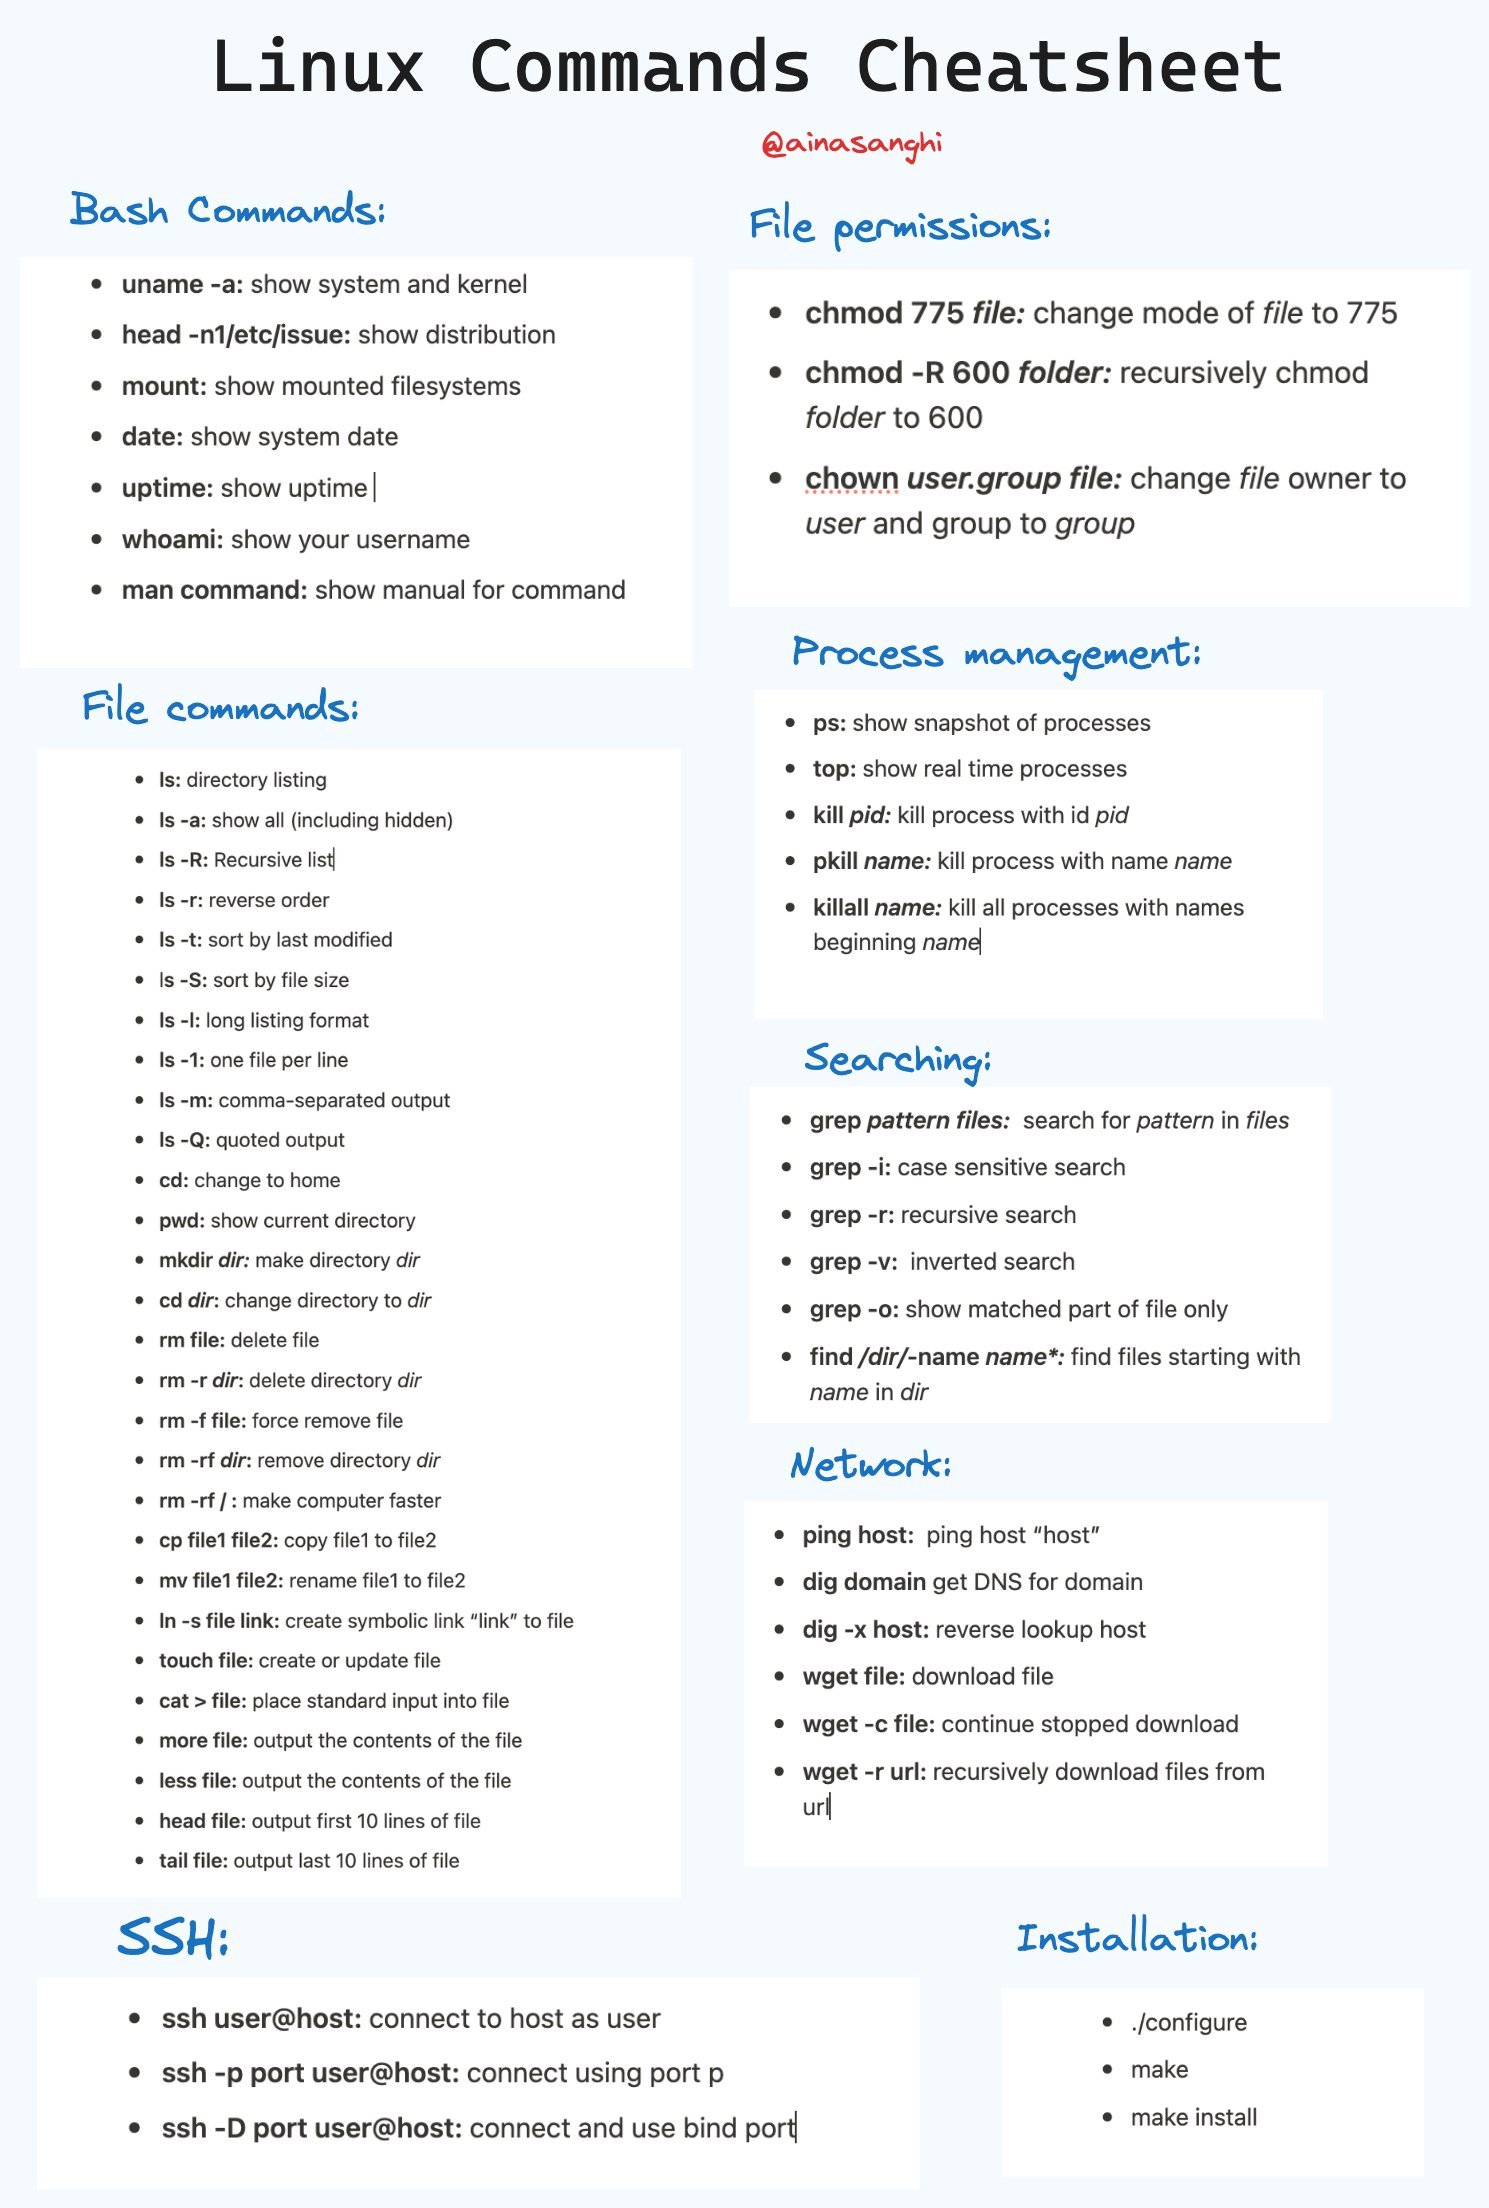 Linux Commands Cheatsheet
@ainasanghi
Bash Commands:
• uname -a: show system and kernel
• head -n1/etc/issue: show distribution
• mount: show mounted filesystems
• date: show system date
• uptime: show uptime
• whoami: show your username
• man command: show manual for command
File commands:
• ls: directory listing
• ls -a: show all (including hidden)
• ls -R: Recursive list
• ls -r: reverse order
• ls -t: sort by last modified
• ls -S: sort by file size
• ls -l: long listing format
• ls -1: one file per line
• ls -m: comma-separated output
• ls -Q: quoted output
• cd: change to home
• pwd: show current directory
• mkdir dir: make directory dir
• cd dir: change directory to dir
• rm file: delete file
• rm -r dir: delete directory dir
• rm -f file: force remove file
• rm -rf dir: remove directory dir
• rm -rf / : make computer faster
• cp file1 file2: copy file1 to file2
• mv file1 file2: rename file1 to file2
• ln -s file link: create symbolic link “link” to file
• touch file: create or update file
• cat > file: place standard input into file
• more file: output the contents of the file
• less file: output the contents of the file
• head file: output first 10 lines of file
• tail file: output last 10 lines of file
File permissions:
• chmod 775 file: change mode of file to 775
• chmod -R 600 folder: recursively chmod
folder to 600
• chown user.group file: change file owner to
user and group to group
Process management:
• ps: show snapshot of processes
• top: show real time processes
• kill pid: kill process with id pid
• pkill name: kill process with name name
• killall name: kill all processes with names
beginning name
Searching:
• grep pattern files: search for pattern in files
• grep -i: case sensitive search
• grep -r: recursive search
• grep -v: inverted search
• grep -o: show matched part of file only
• find /dir/-name name*: find files starting with
name in dir
Network:
• ping host: ping host “host”
• dig domain get DNS for domain
• dig -x host: reverse lookup host
• wget file: download file
• wget -c file: continue stopped download
• wget -r url: recursively download files from
url
SSH:
• ssh user@host: connect to host as user
• ssh -p port user@host: connect using port p
• ssh -D port user@host: connect and use bind port
Installation:
• ./configure
• make
• make install